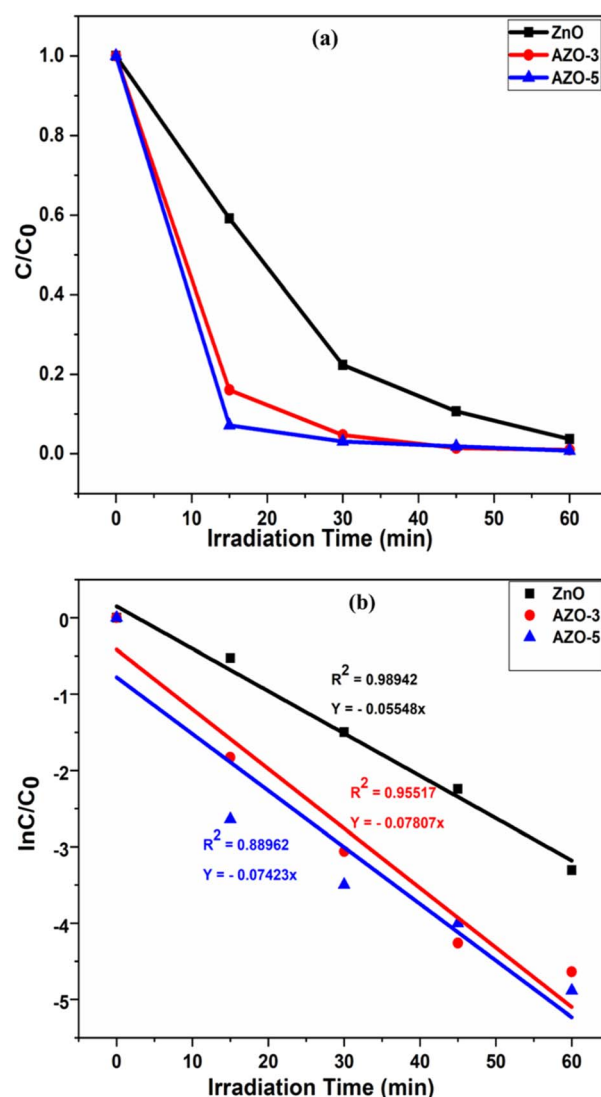 (a)
ZnO
AZO-3
AZO-5
1.0
0.8
0.6
0.4
0.2
0.0
C/C0
0 10 20 30 40 50 60
Irradiation Time (min)
(b)
ZnO
AZO-3
AZO-5
0
-1
-2
-3
-4
-5
lnC/C0
R2 = 0.98942
Y = - 0.05548x
R2 = 0.95517
Y = - 0.07807x
R2 = 0.88962
Y = - 0.07423x
0 10 20 30 40 50 60
Irradiation Time (min)